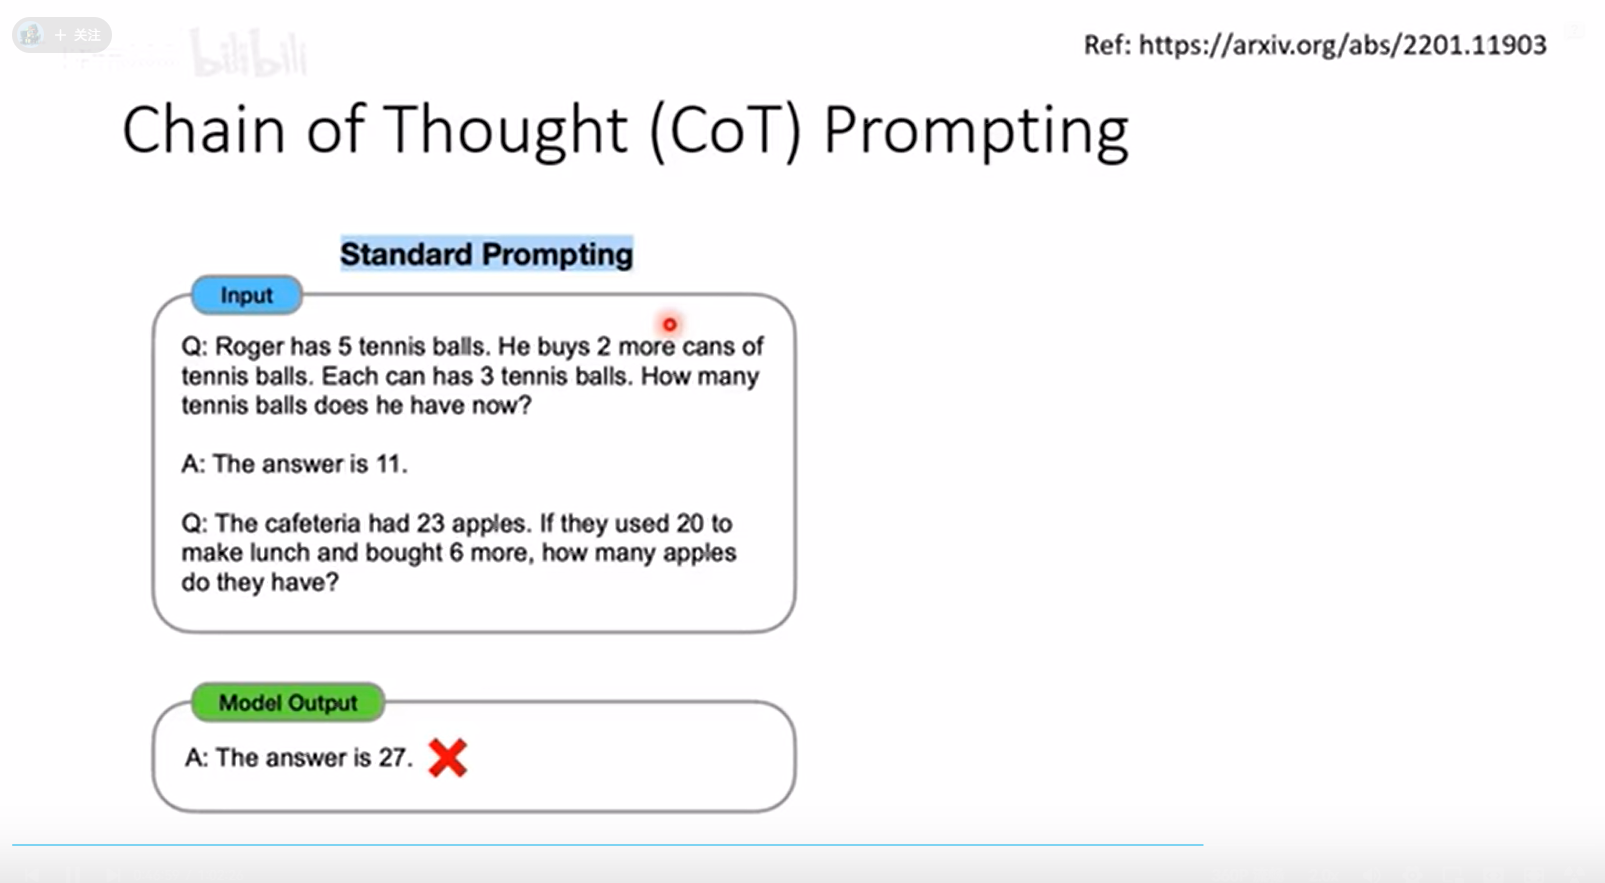 + 关注
bilibili
Ref: https://arxiv.org/abs/2201.11903
Chain of Thought (CoT) Prompting
Standard Prompting
Input
Q: Roger has 5 tennis balls. He buys 2 more cans of
tennis balls. Each can has 3 tennis balls. How many
tennis balls does he have now?
A: The answer is 11.
Q: The cafeteria had 23 apples. If they used 20 to
make lunch and bought 6 more, how many apples
do they have?
Model Output
A: The answer is 27.